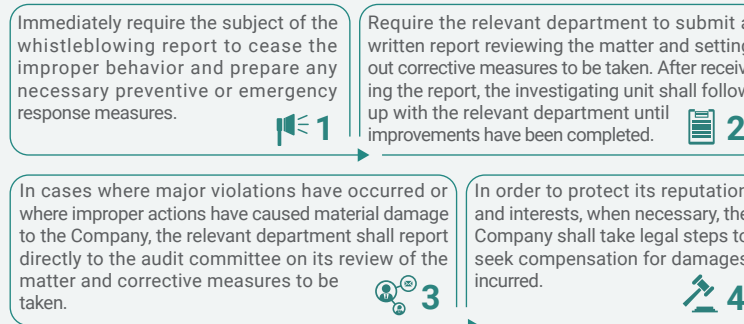 Immediately require the subject of the
whistleblowing report to cease the
improper behavior and prepare any
necessary preventive or emergency
response measures.
1
Require the relevant department to submit a
written report reviewing the matter and setting
out corrective measures to be taken. After receiv
ing the report, the investigating unit shall follow
up with the relevant department until
improvements have been completed.
2
In cases where major violations have occurred or
where improper actions have caused material damage
to the Company, the relevant department shall report
directly to the audit committee on its review of the
matter and corrective measures to be
taken.
3
In order to protect its reputation
and interests, when necessary, the
Company shall take legal steps to
seek compensation for damages
incurred.
4